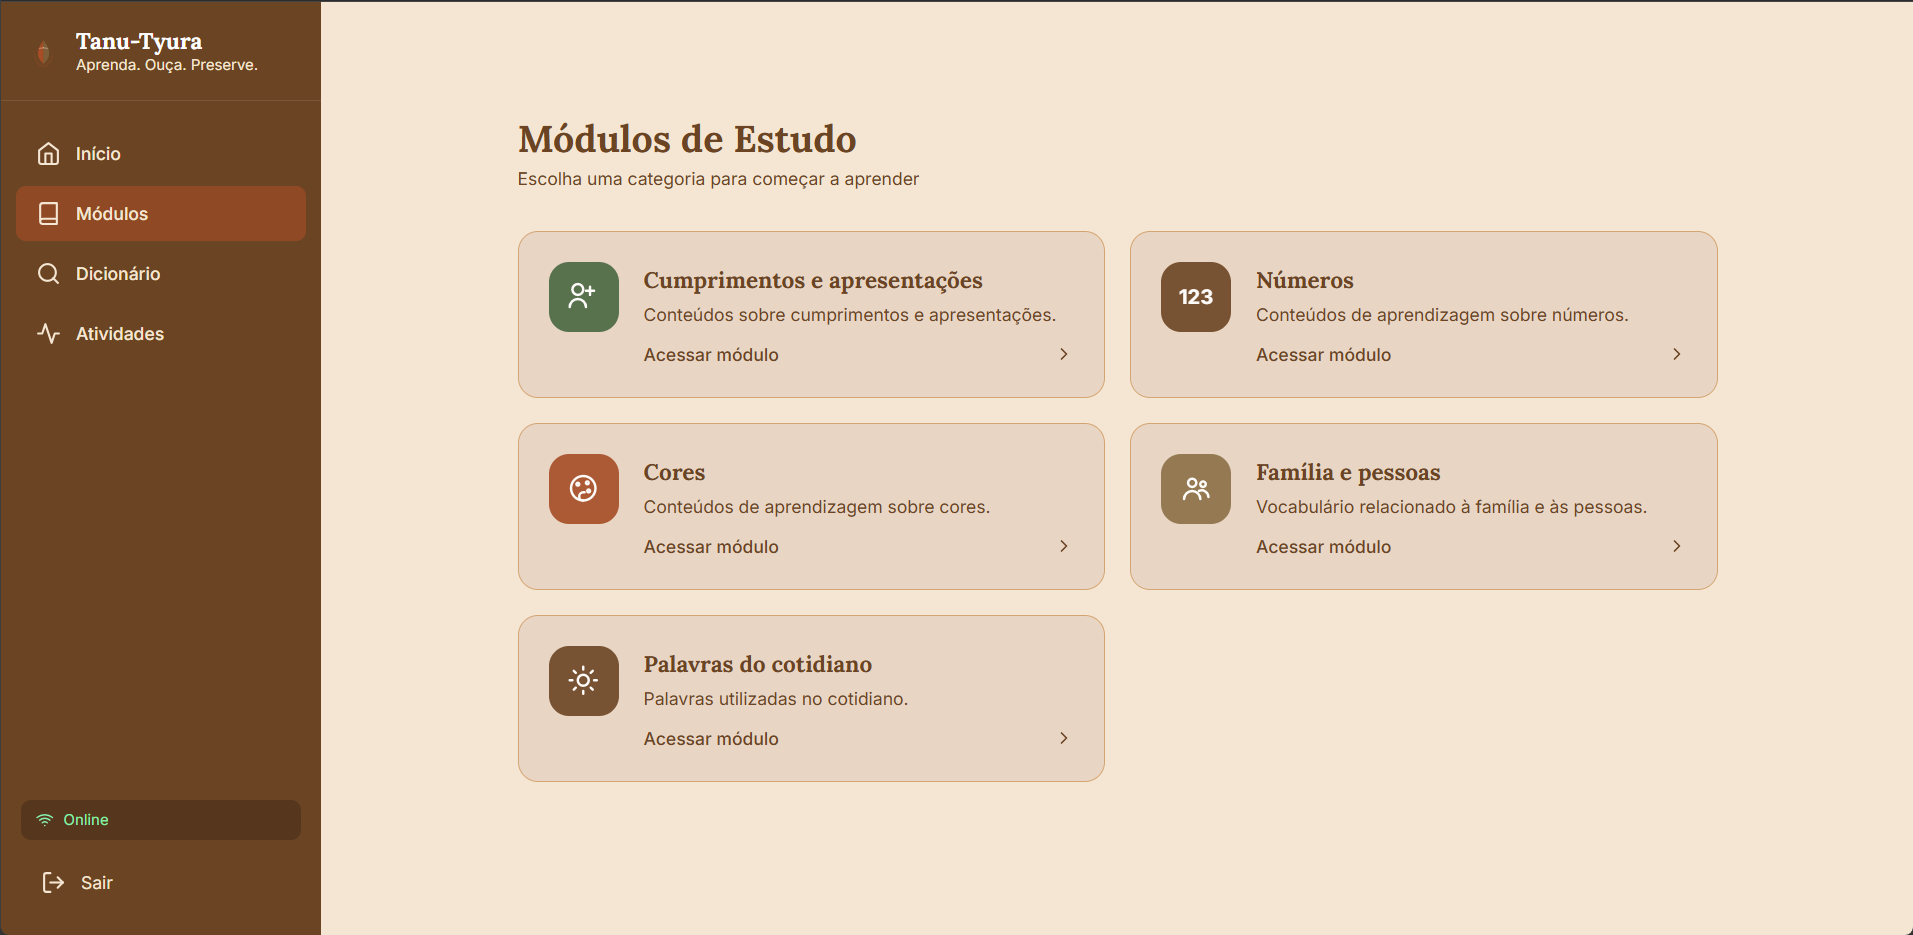 Tanu-Tyura
Aprenda. Ouça. Preserve.
Início
Módulos
Dicionário
Atividades
Online
Sair
Módulos de Estudo
Escolha uma categoria para começar a aprender
Cumprimentos e apresentações
Conteúdos sobre cumprimentos e apresentações.
Acessar módulo
123
Números
Conteúdos de aprendizagem sobre números.
Acessar módulo
Cores
Conteúdos de aprendizagem sobre cores.
Acessar módulo
Família e pessoas
Vocabulário relacionado à família e às pessoas.
Acessar módulo
Palavras do cotidiano
Palavras utilizadas no cotidiano.
Acessar módulo